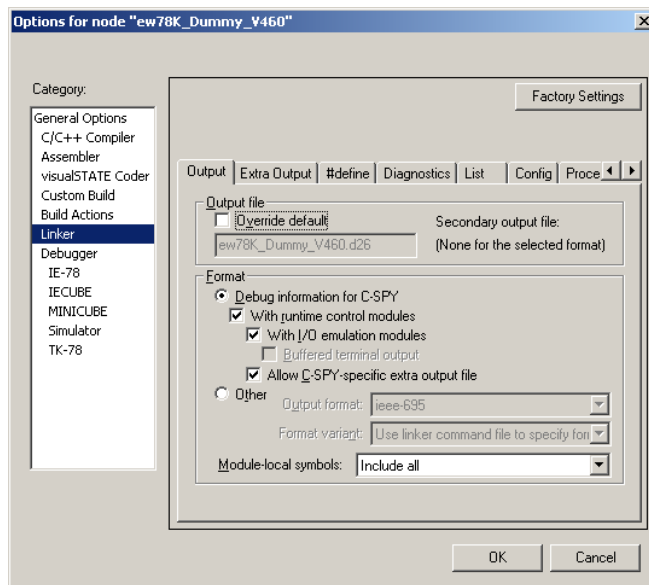 Options for node "ew78K_Dummy_V460"
Category:
Factory Settings
General Options
C/C++ Compiler
Assembler
visualSTATE Coder
Custom Build
Build Actions
Linker
Debugger
IE-78
IECUBE
MINICUBE
Simulator
TK-78
Output Extra Output #define Diagnostics List Config Proce
Output file
Override default
Secondary output file:
ew78K_Dummy_V460.d26
(None for the selected format)
Format
Debug information for C-SPY
With runtime control modules
With I/O emulation modules
Buffered terminal output
Allow C-SPY-specific extra output file
Other
Output format: ieee-695
Format variant: Use linker command file to specify forr
Module-local symbols: Include all
OK Cancel